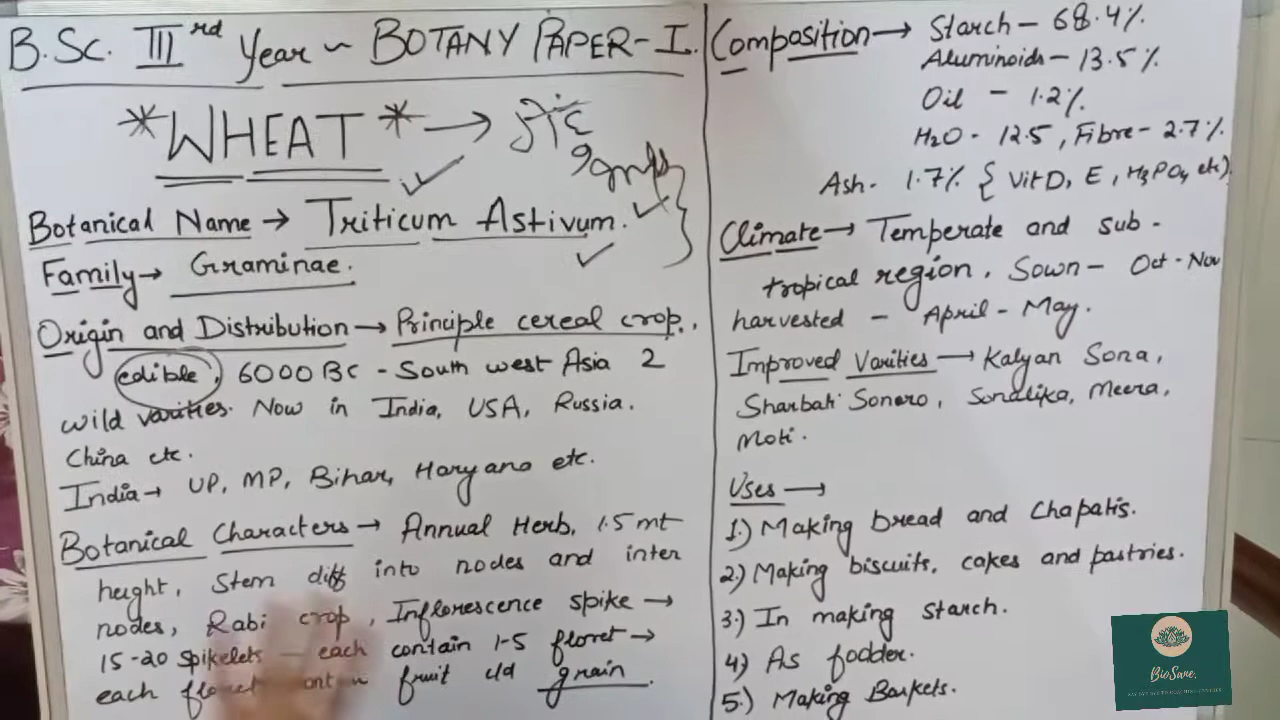 B.Sc. IIIrd Year ~ BOTANY PAPER-I.
*WHEAT* →
Botanical Name → Triticum Astivum.
Family → Graminae.
Origin and Distribution → Principle cereal crop,
edible, 6000 BC - South west Asia 2
wild varities. Now in India, USA, Russia.
China etc.
India → UP, MP, Bihar, Haryana etc.
Botanical Characters → Annual Herb, 1.5 mt
height, Stem diff into nodes and inter
nodes, Rabi crop, Inflorescence spike →
15-20 spikelets each contain 1-5 floret →
each floret fruit c/d grain.
Composition → Starch - 68.4%
Aluminoids - 13.5%
Oil - 1.2%
H2O - 12.5, Fibre - 2.7%
Ash - 1.7% { Vit D, E, H3PO4 etc)
Climate → Temperate and sub -
tropical region. Sown - Oct - Nov
harvested - April - May.
Improved Varities → Kalyan Sona,
Sharbati Sonaro, Sonalika, Meera,
Moti.
Uses →
1.) Making bread and Chapatis.
2.) Making biscuits, cakes and pastries.
3.) In making starch.
4.) As fodder.
5.) Making Baskets.
BioSane.